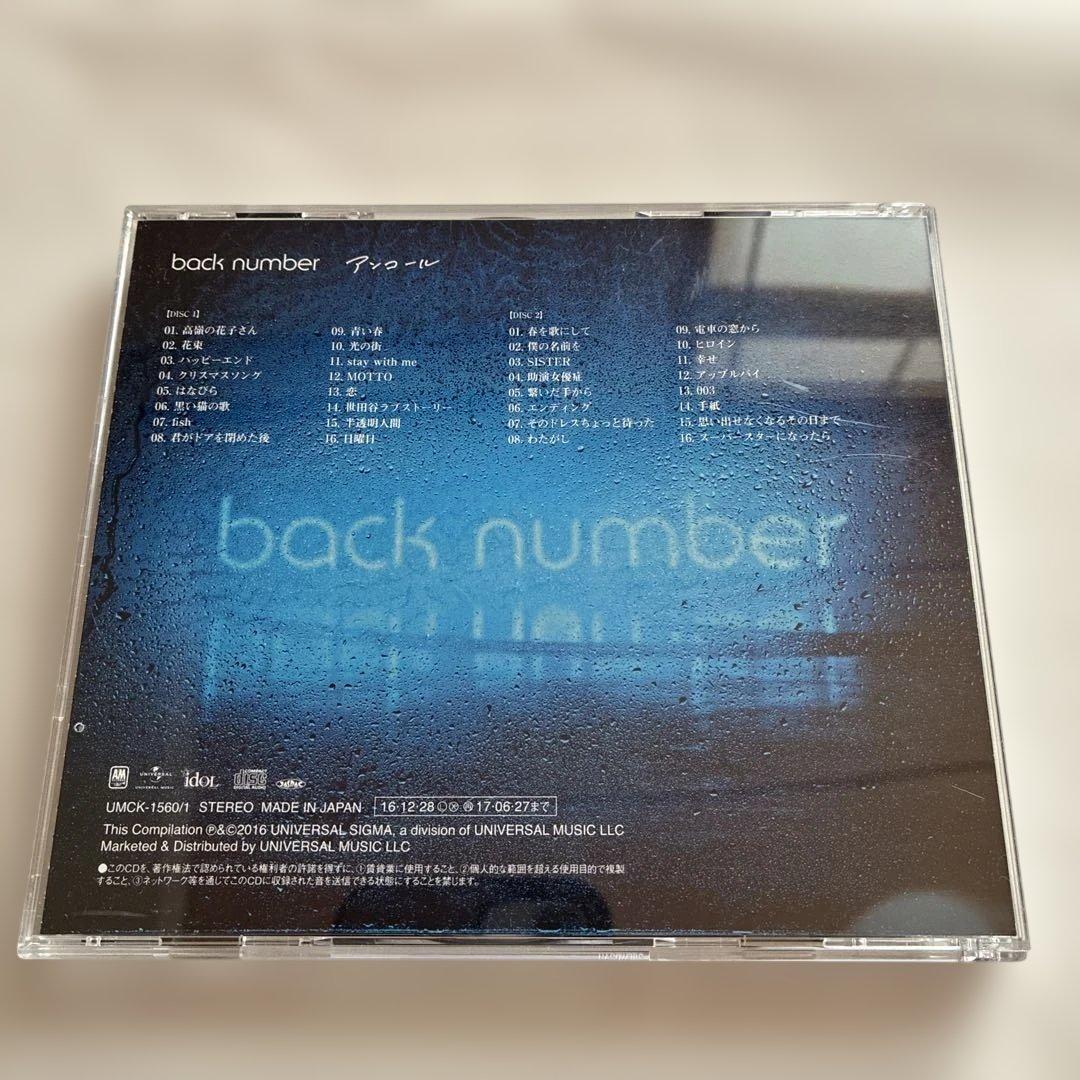 back number アンコール
【DISC 1】
01. 高嶺の花子さん
02. 花束
03. ハッピーエンド
04. クリスマスソング
05. はなびら
06. 黒い猫の歌
07. fish
08. 君がドアを閉めた後
09. 青い春
10. 光の街
11. stay with me
12. MOTTO
13. 恋
14. 世田谷ラブストーリー
15. 半透明人間
16. 日曜日
【DISC 2】
01. 春を歌にして
02. 僕の名前を
03. SISTER
04. 助演女優症
05. 繋いだ手から
06. エンディング
07. そのドレスちょっと待った
08. わたがし
09. 電車の窓から
10. ヒロイン
11. 幸せ
12. アップルパイ
13. 003
14. 手紙
15. 思い出せなくなるその日まで
16. スーパースターになったら
back number
A&M UNIVERSAL UNIVERSAL MUSIC idol COMPACT disc DIGITAL AUDIO JASRAC
UMCK-1560/1 STEREO MADE IN JAPAN 16・12・28 Ⓛ Ⓧ ㊙ 17・06・27まで
This Compilation ℗&©2016 UNIVERSAL SIGMA, a division of UNIVERSAL MUSIC LLC
Marketed & Distributed by UNIVERSAL MUSIC LLC
●このCDを、著作権法で認められている権利者の許諾を得ずに、①賃貸業に使用すること、②個人的な範囲を超える使用目的で複製
すること、③ネットワーク等を通じてこのCDに収録された音を送信できる状態にすることを禁じます。